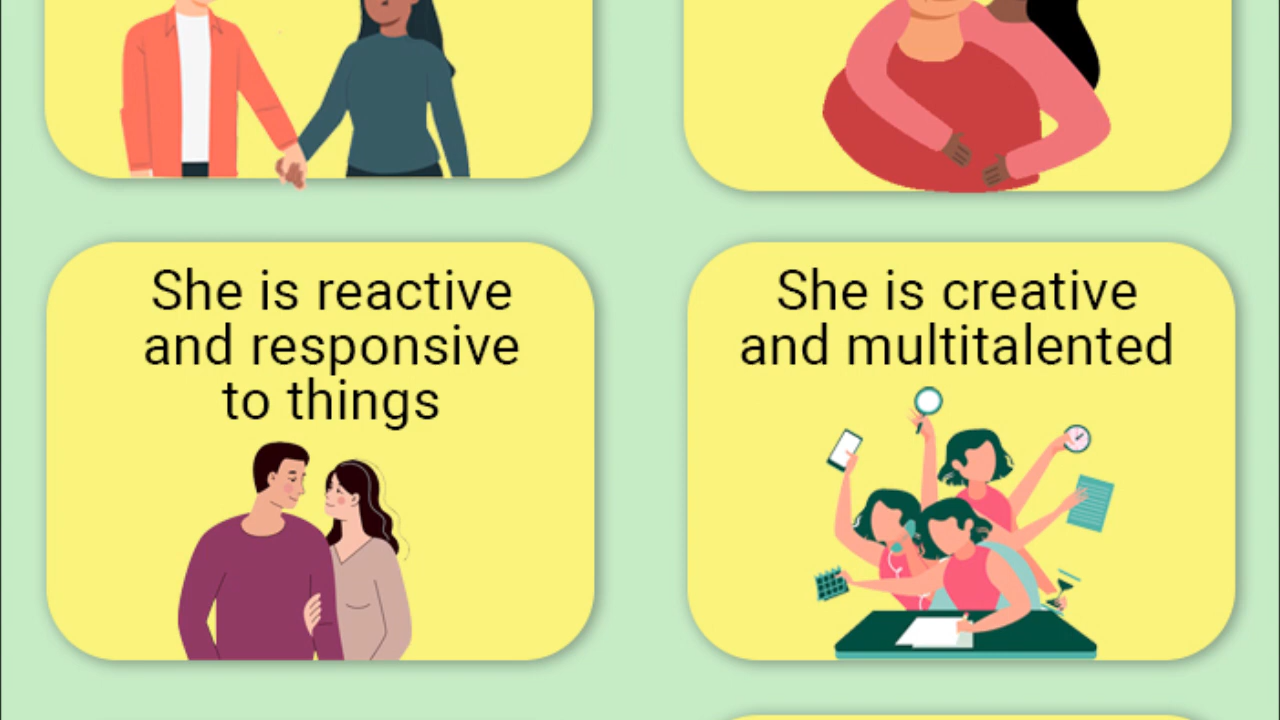 She is reactive
and responsive
to things
She is creative
and multitalented